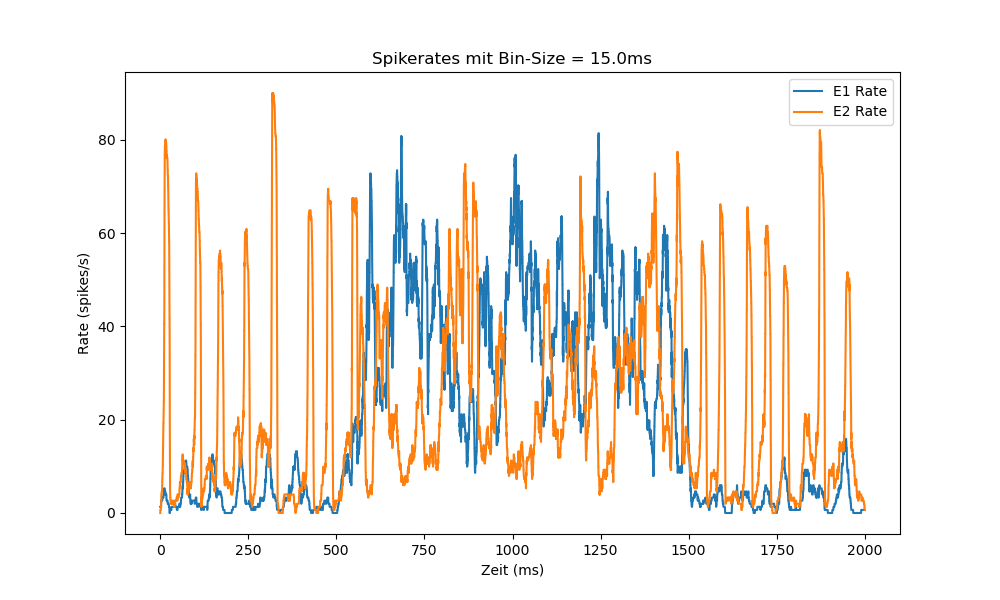 Spikerates mit Bin-Size = 15.0ms
E1 Rate
E2 Rate
80
60
40
20
0
Rate (spikes/s)
0 250 500 750 1000 1250 1500 1750 2000
Zeit (ms)